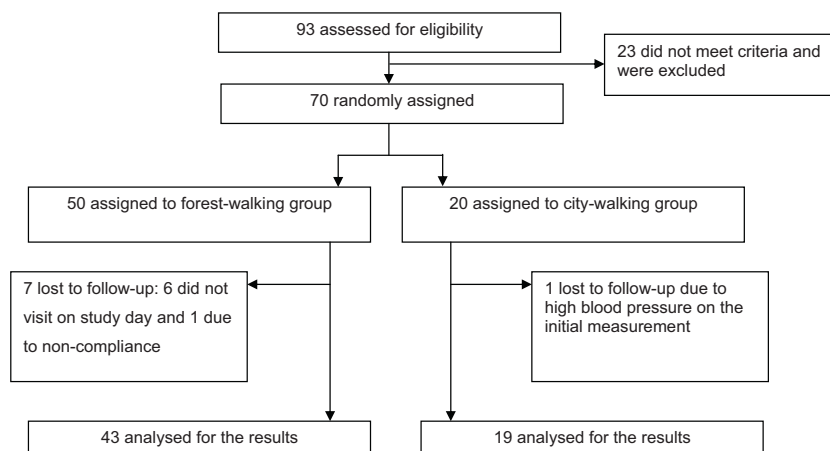 93 assessed for eligibility
23 did not meet criteria and
were excluded
70 randomly assigned
50 assigned to forest-walking group
20 assigned to city-walking group
7 lost to follow-up: 6 did not
visit on study day and 1 due
to non-compliance
1 lost to follow-up due to
high blood pressure on the
initial measurement
43 analysed for the results
19 analysed for the results